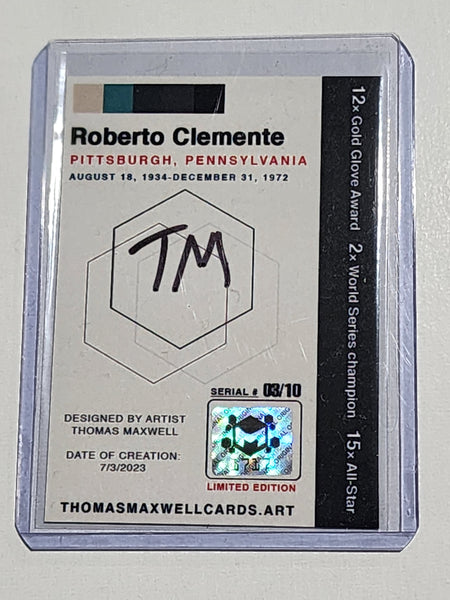 Roberto Clemente
PITTSBURGH, PENNSYLVANIA
AUGUST 18, 1934-DECEMBER 31, 1972
TM
SERIAL # 03/10
DESIGNED BY ARTIST
THOMAS MAXWELL
DATE OF CREATION:
7/3/2023
LIMITED EDITION
THOMASMAXWELLCARDS.ART
12x Gold Glove Award 2x World Series champion 15x All-Star